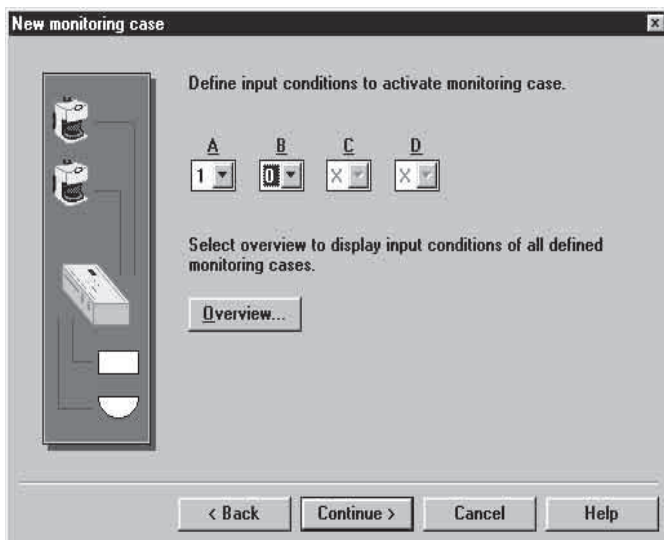 New monitoring case
Define input conditions to activate monitoring case.
A B C D
1 0 X X
Select overview to display input conditions of all defined
monitoring cases.
Overview...
< Back Continue > Cancel Help